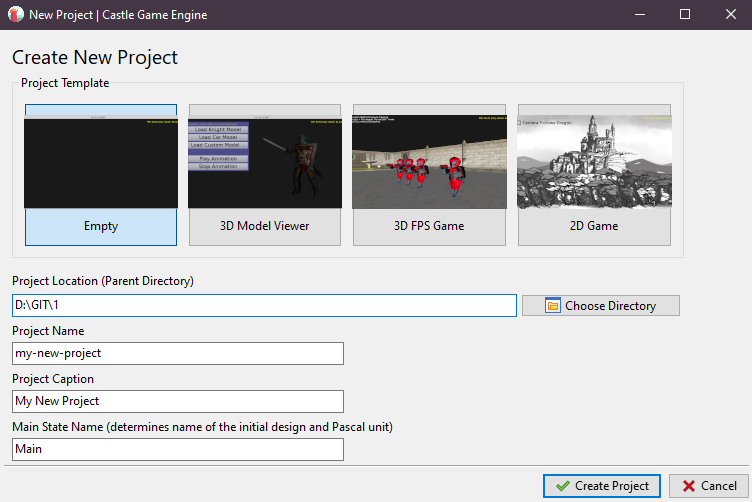 New Project | Castle Game Engine
Create New Project
Project Template
Load Knight Model
Load Car Model
Load Custom Model
Play Animation
Stop Animation
Camera Follows Dragon
Empty
3D Model Viewer
3D FPS Game
2D Game
Project Location (Parent Directory)
D:\GIT\1
Choose Directory
Project Name
my-new-project
Project Caption
My New Project
Main State Name (determines name of the initial design and Pascal unit)
Main
Create Project
Cancel